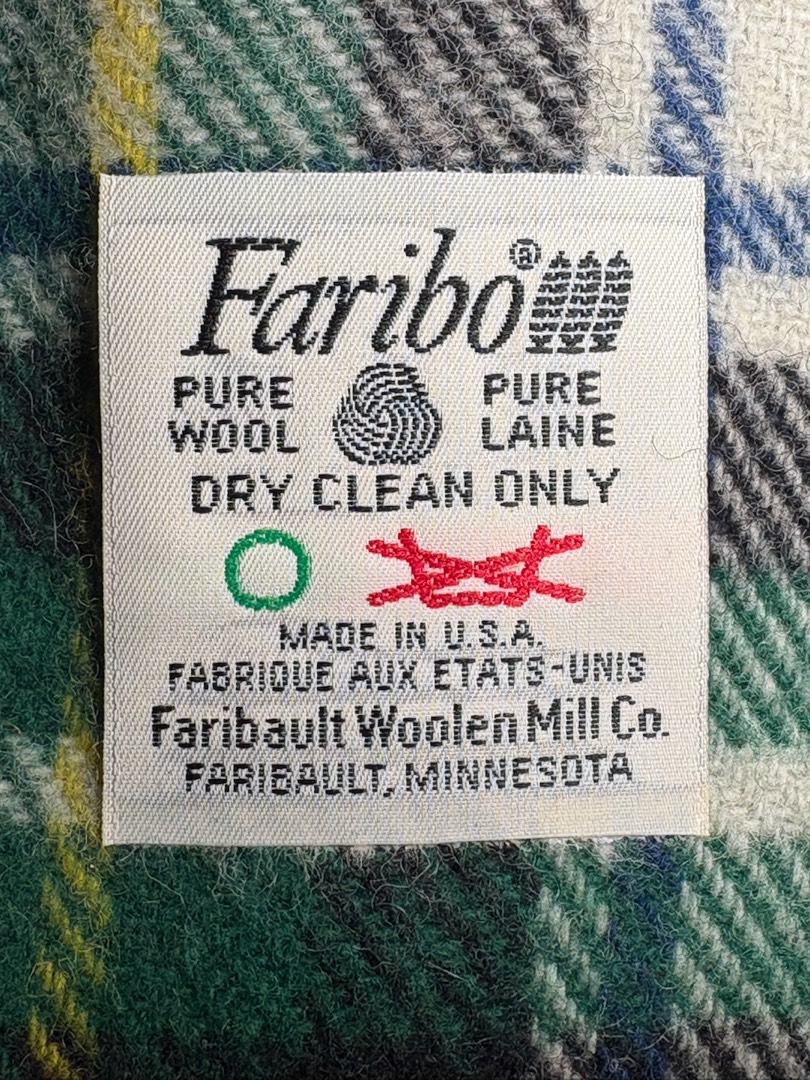 Faribo®
PURE WOOL
PURE LAINE
DRY CLEAN ONLY
MADE IN U.S.A.
FABRIQUE AUX ETATS-UNIS
Faribault Woolen Mill Co.
FARIBAULT, MINNESOTA